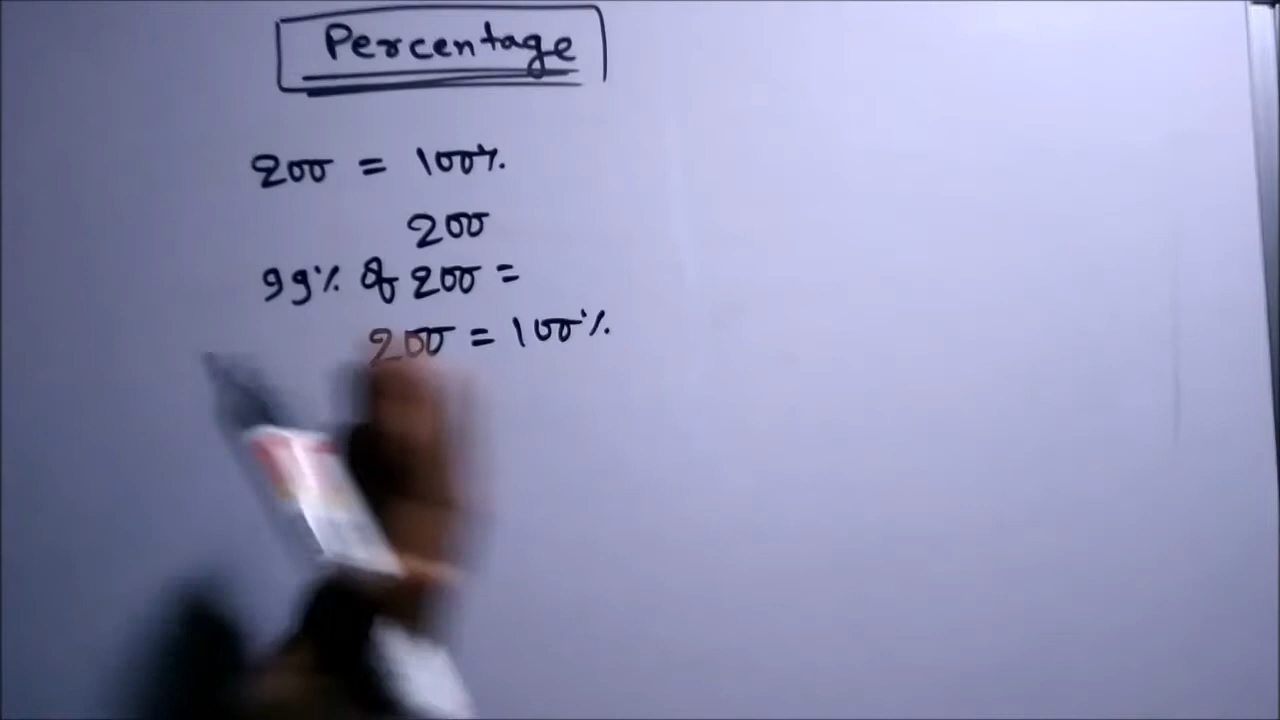 Percentage
200 = 100%
200
99% of 200 =
200 = 100%